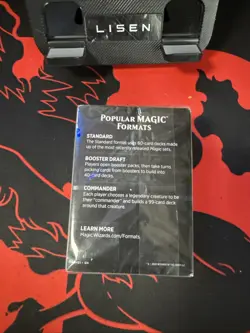 LISEN
POPULAR MAGIC
FORMATS
STANDARD
The Standard format uses 60-card decks made
up of the most recently released Magic sets.
BOOSTER DRAFT
Players open booster packs, then take turns
picking cards from boosters to build into
40-card decks.
COMMANDER
Each player chooses a legendary creature to be
their "commander" and builds a 99-card deck
around that creature.
LEARN MORE
Magic.Wizards.com/Formats